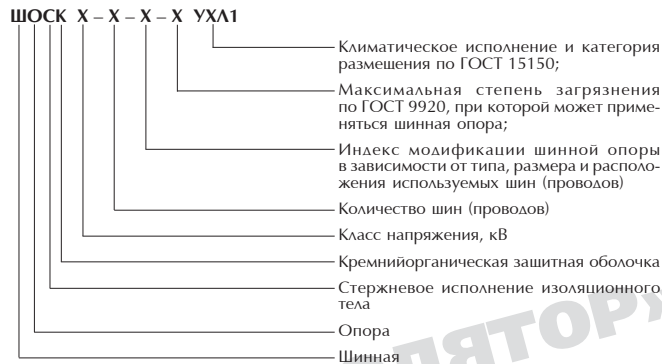 ШОСК Х – Х – Х – Х УХЛ1
Климатическое исполнение и категория
размещения по ГОСТ 15150;
Максимальная степень загрязнения
по ГОСТ 9920, при которой может приме-
няться шинная опора;
Индекс модификации шинной опоры
в зависимости от типа, размера и располо-
жения используемых шин (проводов)
Количество шин (проводов)
Класс напряжения, кВ
Кремнийорганическая зашитная оболочка
Стержневое исполнение изоляционного
тела
Опора
Шинная